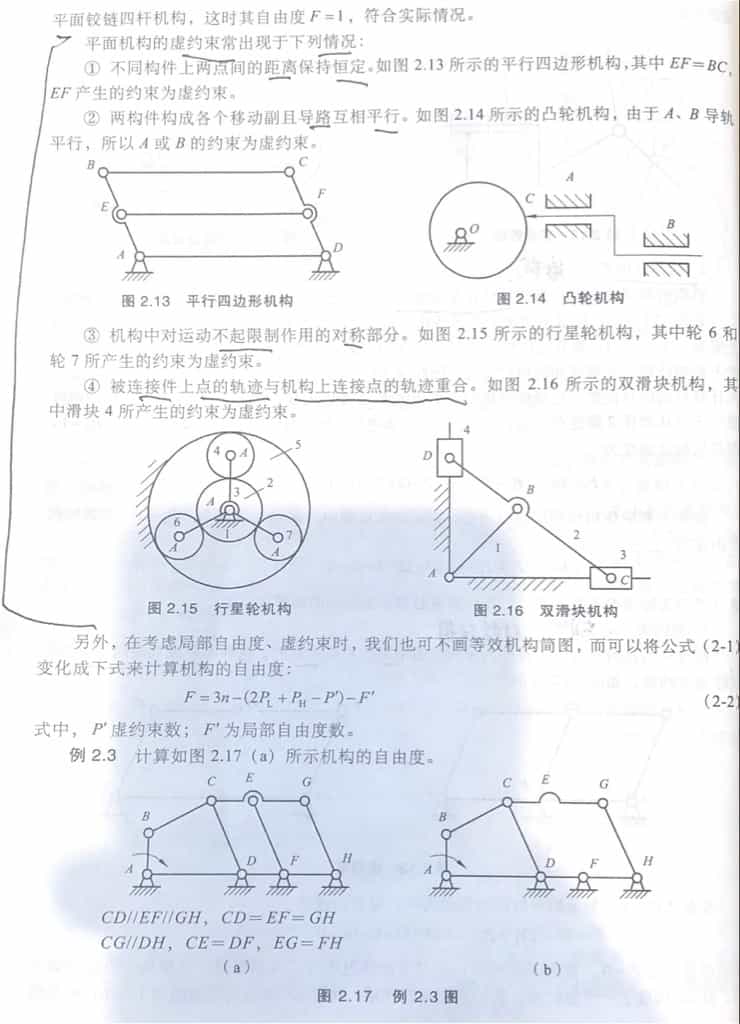 平面铰链四杆机构，这时其自由度 F=1，符合实际情况。
平面机构的虚约束常出现于下列情况：
① 不同构件上两点间的距离保持恒定。如图 2.13 所示的平行四边形机构，其中 EF=BC，
EF 产生的约束为虚约束。
② 两构件构成各个移动副且导路互相平行。如图 2.14 所示的凸轮机构，由于 A、B 导轨
平行，所以 A 或 B 的约束为虚约束。
B C
E F
A D
C A B
O
图 2.13 平行四边形机构
图 2.14 凸轮机构
③ 机构中对运动不起限制作用的对称部分。如图 2.15 所示的行星轮机构，其中轮 6 和
轮 7 所产生的约束为虚约束。
④ 被连接件上点的轨迹与机构上连接点的轨迹重合。如图 2.16 所示的双滑块机构，其
中滑块 4 所产生的约束为虚约束。
4 A 5
3 2
A
6 1 7
A A
4
D
B
1 2
3
A C
图 2.15 行星轮机构
图 2.16 双滑块机构
另外，在考虑局部自由度、虚约束时，我们也可不画等效机构简图，而可以将公式（2-1）
变化成下式来计算机构的自由度：
F=3n-(2P_L+P_H-P′)-F′ (2-2)
式中，P′虚约束数；F′为局部自由度数。
例 2.3 计算如图 2.17（a）所示机构的自由度。
C E G
B
A D F H
C E G
B
A D F H
CD//EF//GH，CD=EF=GH
CG//DH，CE=DF，EG=FH
（a）
（b）
图 2.17 例 2.3 图